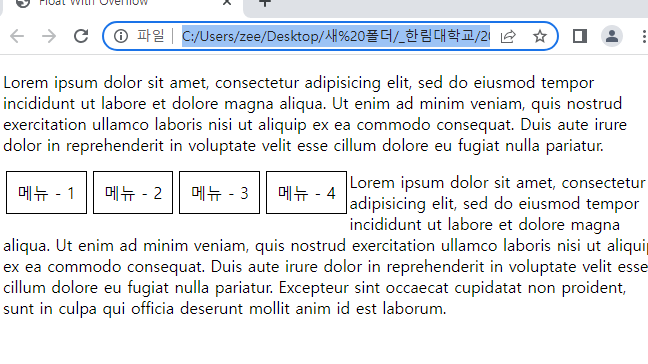 Float With Overflow
파일 C:/Users/zee/Desktop/새%20폴더/_한림대학교/20
Lorem ipsum dolor sit amet, consectetur adipisicing elit, sed do eiusmod tempor
incididunt ut labore et dolore magna aliqua. Ut enim ad minim veniam, quis nostrud
exercitation ullamco laboris nisi ut aliquip ex ea commodo consequat. Duis aute irure
dolor in reprehenderit in voluptate velit esse cillum dolore eu fugiat nulla pariatur.
메뉴 - 1 메뉴 - 2 메뉴 - 3 메뉴 - 4
Lorem ipsum dolor sit amet, consectetur
adipisicing elit, sed do eiusmod tempor
incididunt ut labore et dolore magna
aliqua. Ut enim ad minim veniam, quis nostrud exercitation ullamco laboris nisi ut aliqui
ex ea commodo consequat. Duis aute irure dolor in reprehenderit in voluptate velit esse
cillum dolore eu fugiat nulla pariatur. Excepteur sint occaecat cupidatat non proident,
sunt in culpa qui officia deserunt mollit anim id est laborum.